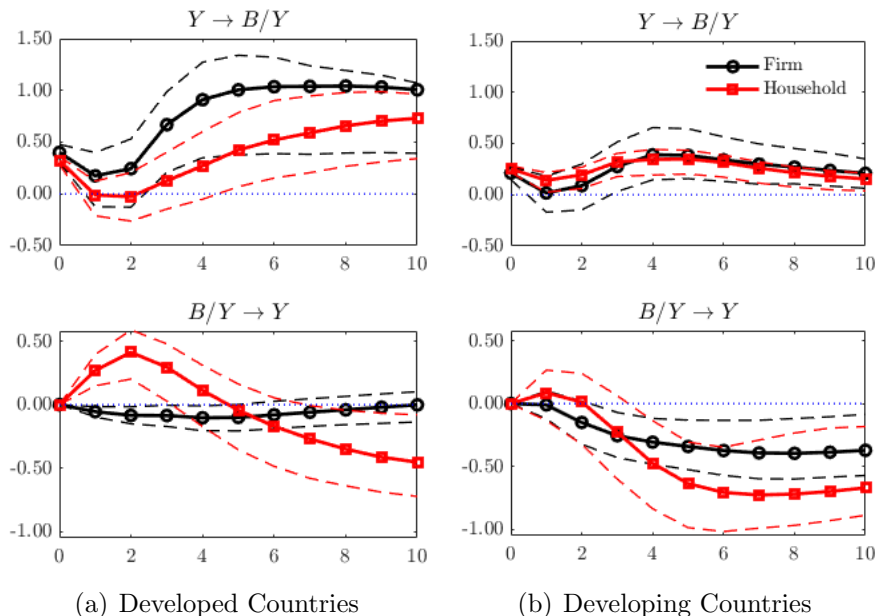 Y → B/Y
1.50
1.00
0.50
0.00
-0.50
0 2 4 6 8 10
Y → B/Y
1.50
1.00
0.50
0.00
-0.50
0 2 4 6 8 10
Firm
Household
B/Y → Y
0.50
0.00
-0.50
-1.00
0 2 4 6 8 10
B/Y → Y
0.50
0.00
-0.50
-1.00
0 2 4 6 8 10
(a) Developed Countries
(b) Developing Countries